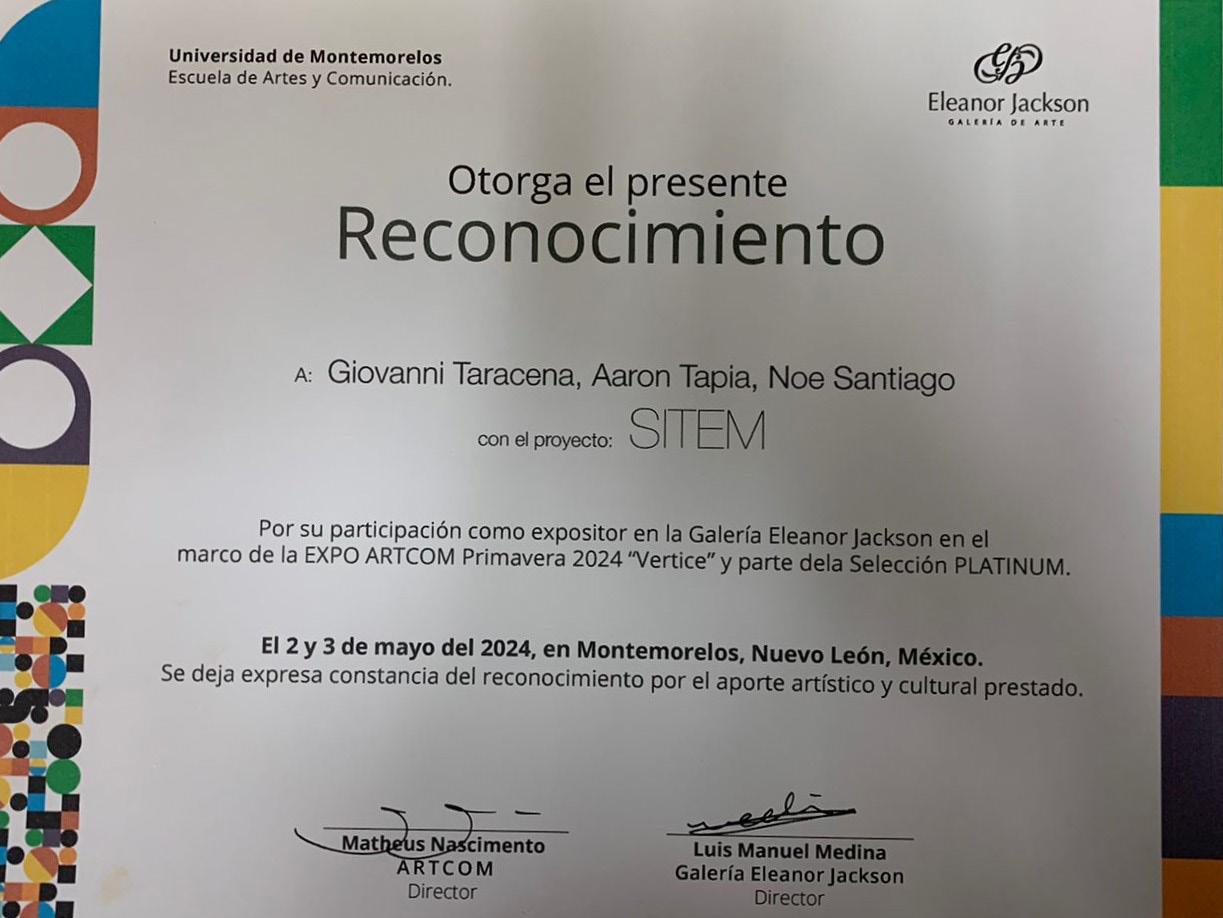 Universidad de Montemorelos
Escuela de Artes y Comunicación.
Eleanor Jackson
GALERÍA DE ARTE
Otorga el presente
Reconocimiento
A: Giovanni Taracena, Aaron Tapia, Noe Santiago
con el proyecto: SITEM
Por su participación como expositor en la Galería Eleanor Jackson en el
marco de la EXPO ARTCOM Primavera 2024 “Vertice” y parte dela Selección PLATINUM.
El 2 y 3 de mayo del 2024, en Montemorelos, Nuevo León, México.
Se deja expresa constancia del reconocimiento por el aporte artístico y cultural prestado.
Matheus Nascimento
ARTCOM
Director
Luis Manuel Medina
Galería Eleanor Jackson
Director